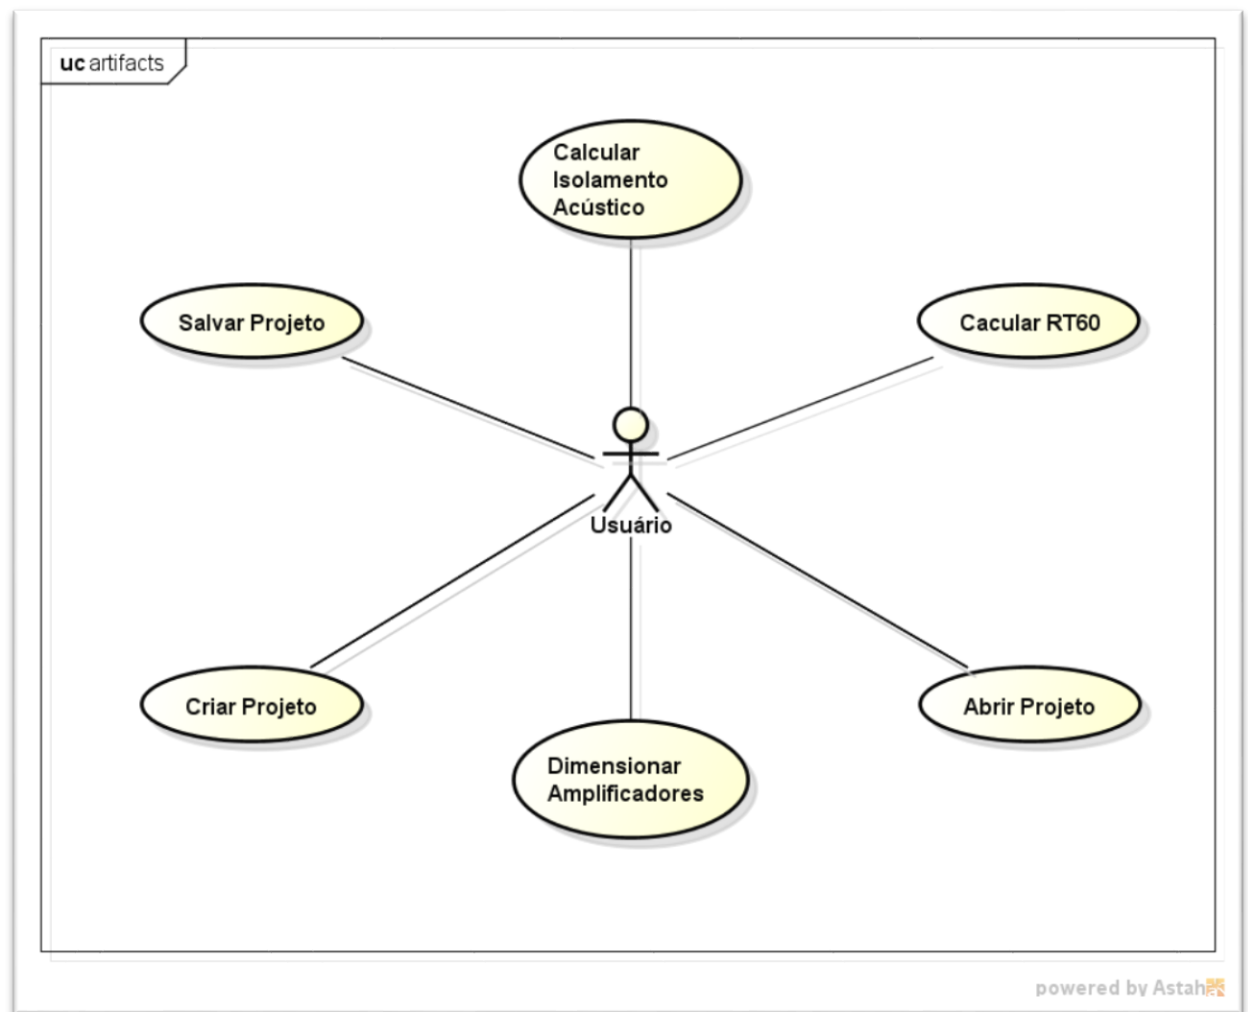 uc artifacts
Calcular
Isolamento
Acústico
Salvar Projeto
Cacular RT60
Usuário
Criar Projeto
Abrir Projeto
Dimensionar
Amplificadores
powered by Astah